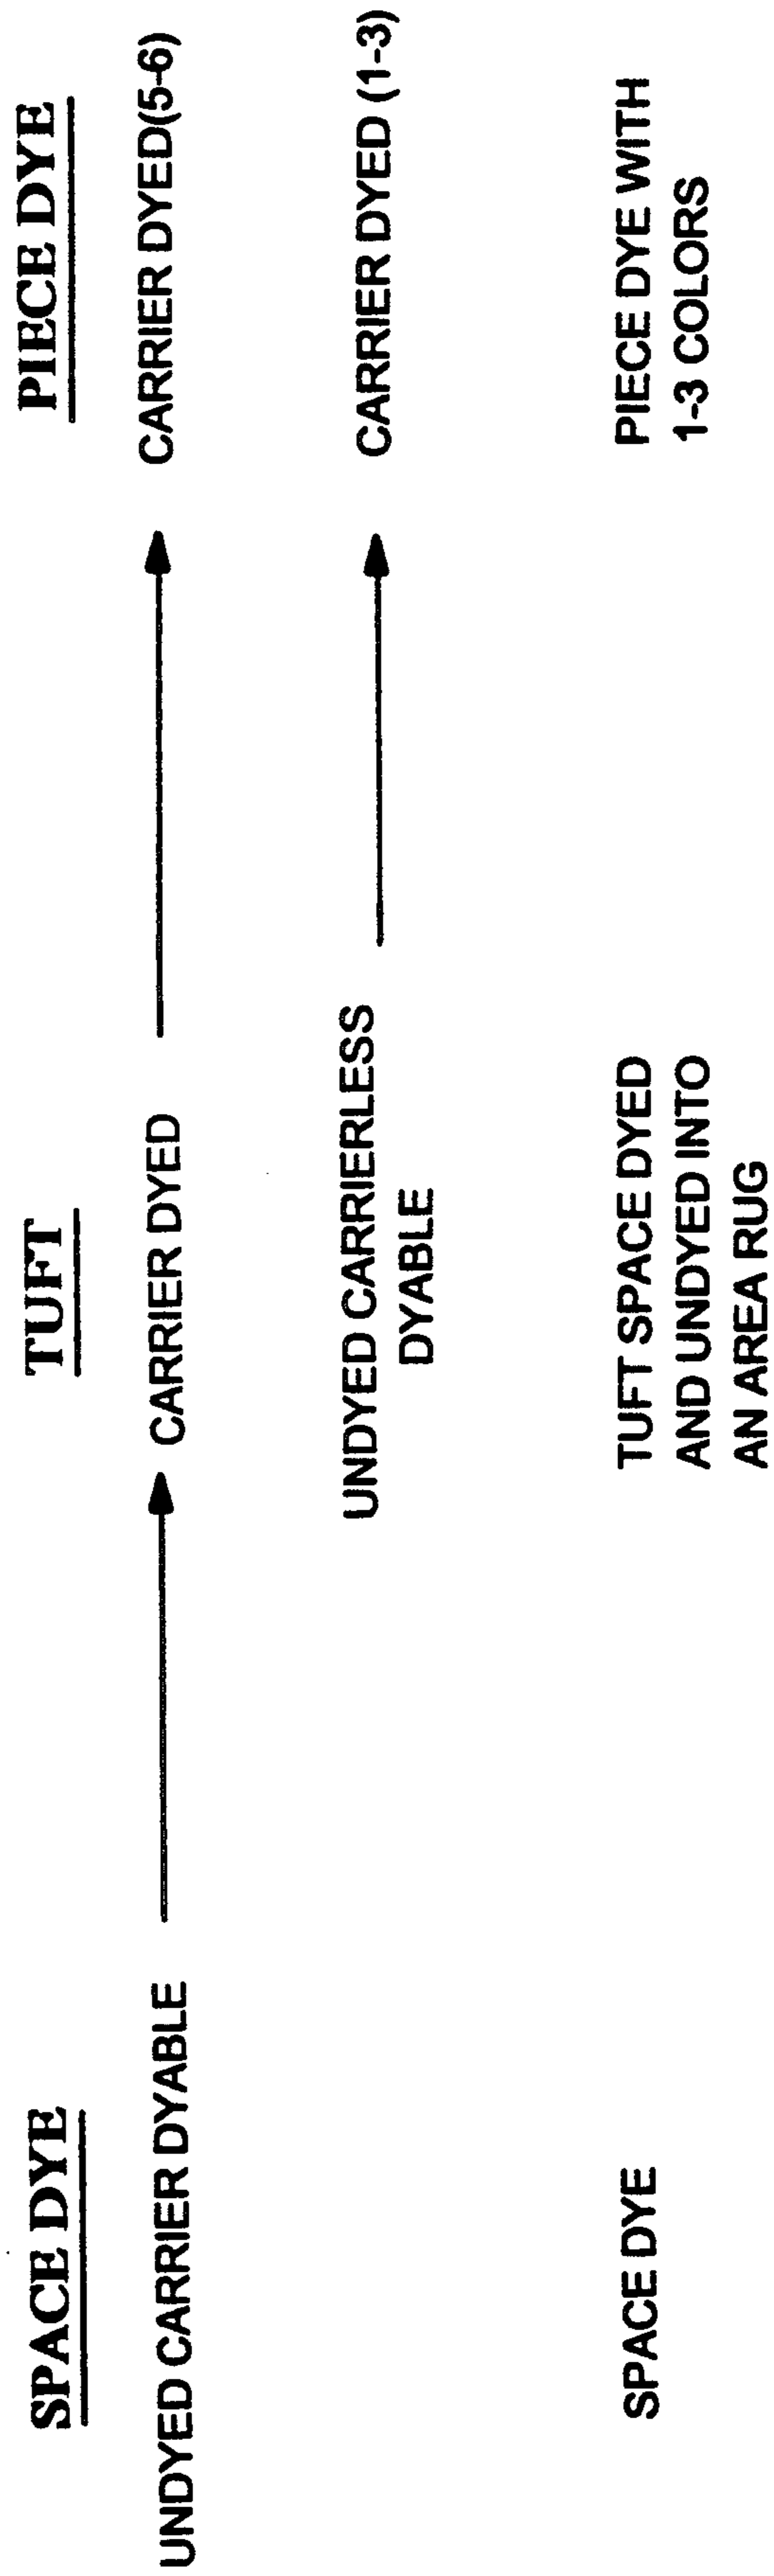 SPACE DYE
TUFT
PIECE DYE
UNDYED CARRIER DYABLE
CARRIER DYED
CARRIER DYED(5-6)
UNDYED CARRIERLESS
DYABLE
CARRIER DYED (1-3)
SPACE DYE
TUFT SPACE DYED
AND UNDYED INTO
AN AREA RUG
PIECE DYE WITH
1-3 COLORS